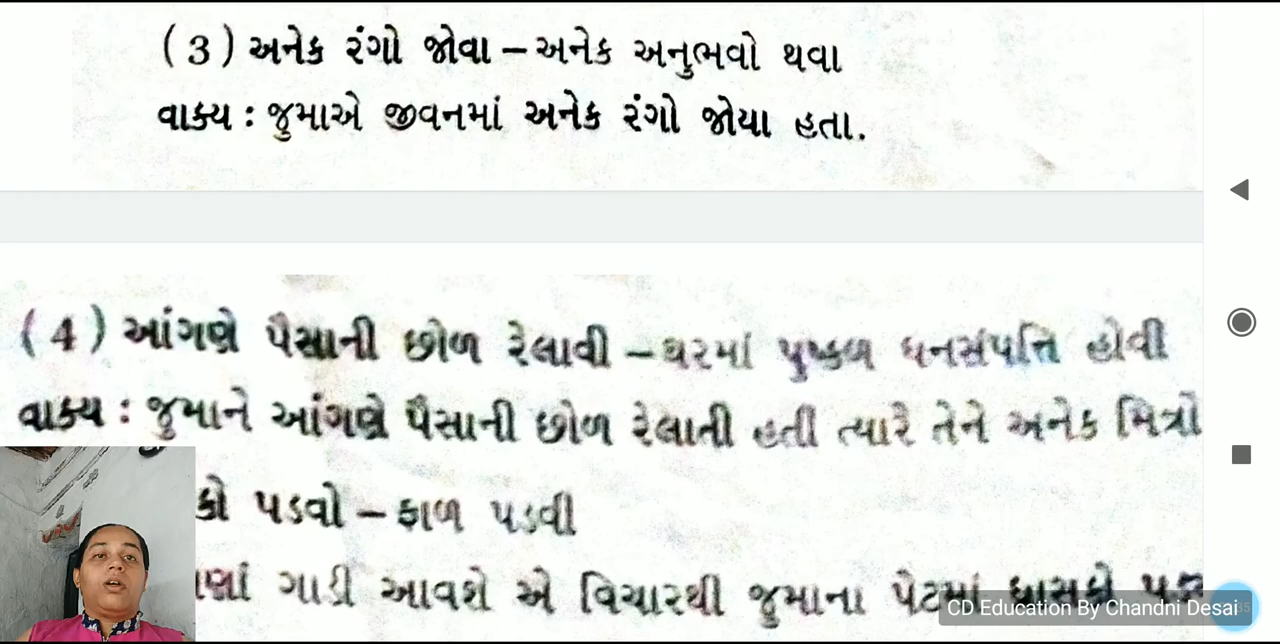 (3) અનેક રંગો જોવા – અનેક અનુભવો થવા
વાક્ય : જુમાએ જીવનમાં અનેક રંગો જોયા હતા.
(4) આંગણે પૈસાની છોળ રેલાવી – ઘરમાં પુષ્કળ ધનસંપત્તિ હોવી
વાક્ય : જુમાને આંગણે પૈસાની છોળ રેલાતી હતી ત્યારે તેને અનેક મિત્રો
પડવો – ફાળ પડવી
ગાડી આવશે એ વિચારથી જુમાના પેટમાં ધ્રાસકો
CD Education By Chandni Desai